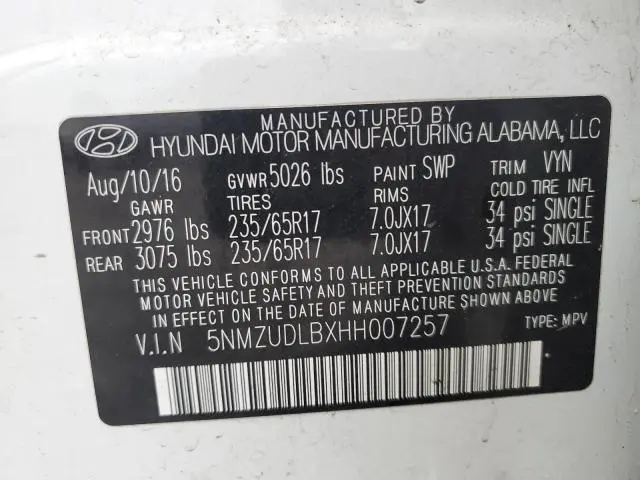 MANUFACTURED BY
HYUNDAI MOTOR MANUFACTURING ALABAMA, LLC
Aug/10/16 GVWR 5026 lbs PAINT SWP TRIM VYN
GAWR TIRES RIMS COLD TIRE INFL
FRONT 2976 lbs 235/65R17 7.0JX17 34 psi SINGLE
REAR 3075 lbs 235/65R17 7.0JX17 34 psi SINGLE
THIS VEHICLE CONFORMS TO ALL APPLICABLE U.S.A. FEDERAL
MOTOR VEHICLE SAFETY AND THEFT PREVENTION STANDARDS
IN EFFECT ON THE DATE OF MANUFACTURE SHOWN ABOVE
V.I.N 5NMZUDLBXHH007257 TYPE: MPV